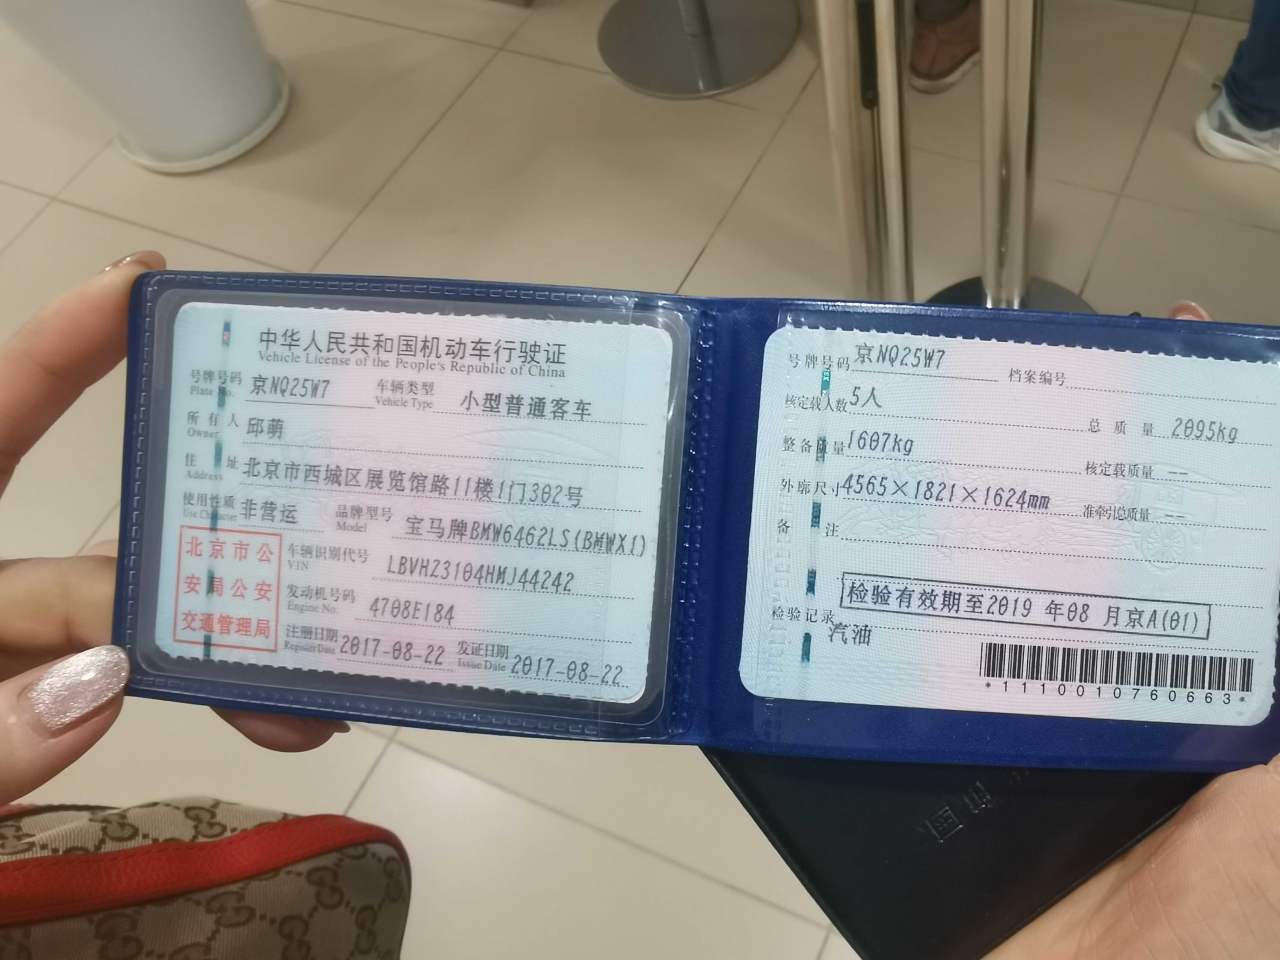 中华人民共和国机动车行驶证
Vehicle License of the People's Republic of China
号牌号码 京NQ25W7 车辆类型 小型普通客车
Plate No. Vehicle Type
所有人 邱萌
Owner
住址 北京市西城区展览馆路11楼1门302号
Address
使用性质 非营运 品牌型号 宝马牌BMW6462LS(BMWX1)
Use Character Model
北京市公
安局公安
交通管理局
车辆识别代号 LBVHZ3104HMJ44242
VIN
发动机号码 4708E184
Engine No.
注册日期 2017-08-22 发证日期 2017-08-22
Register Date Issue Date
号牌号码 京NQ25W7 档案编号
核定载人数 5人 总质量 2095kg
整备质量 1607kg 核定载质量 --
外廓尺寸 4565×1821×1624mm 准牵引总质量 --
备注
检验记录 检验有效期至2019年08月京A(01)
汽油
*1110010760663*